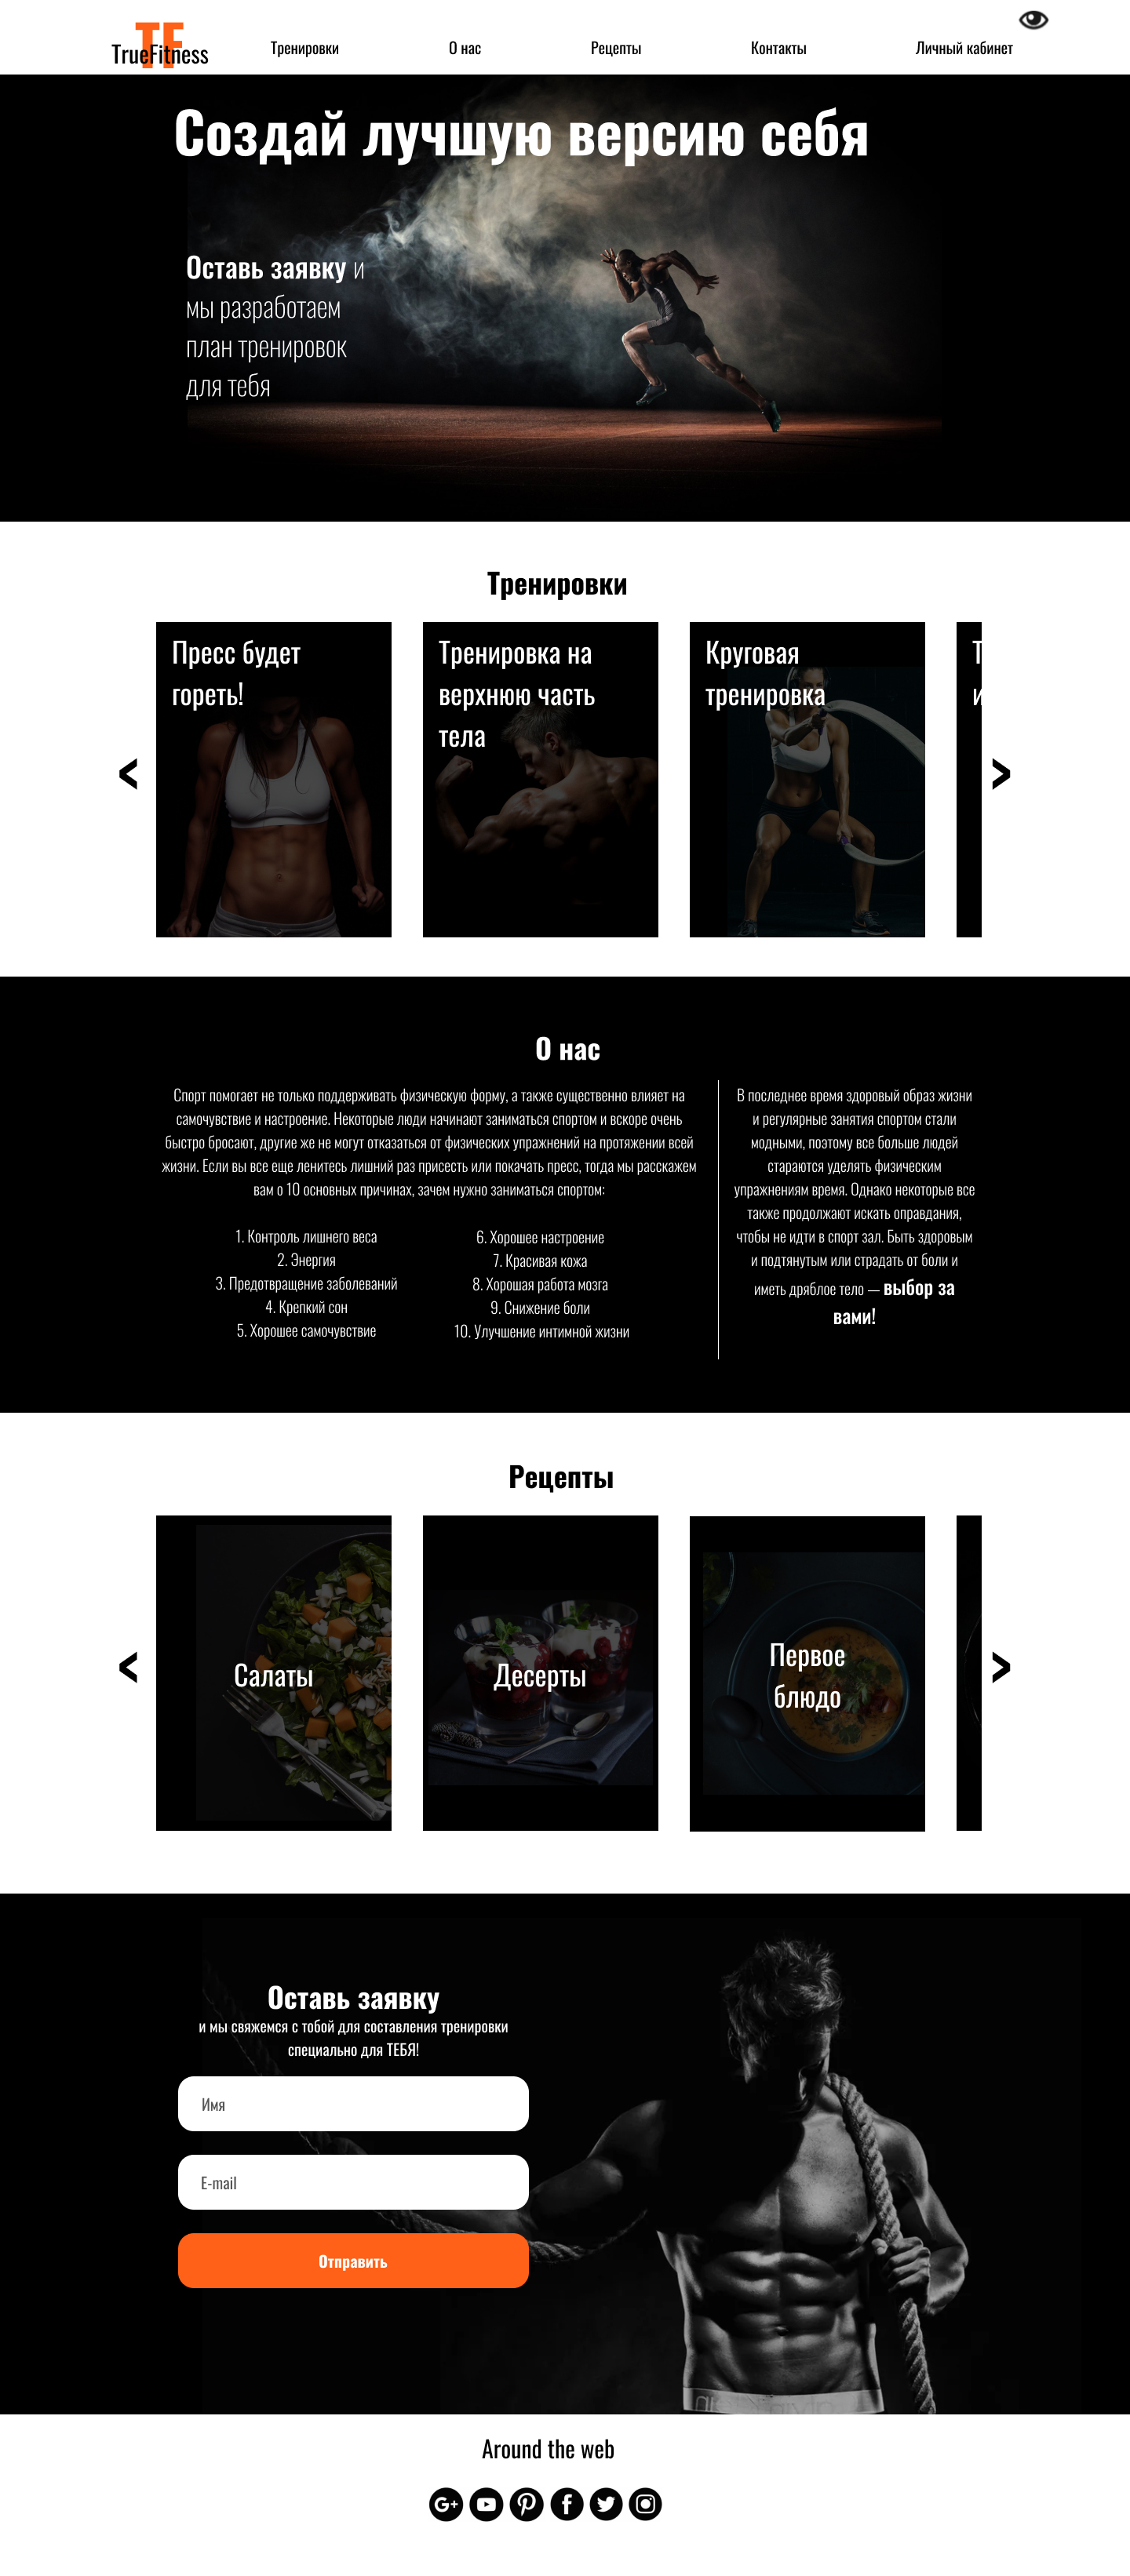 TF
TrueFitness
Тренировки
О нас
Рецепты
Контакты
Личный кабинет
Создай лучшую версию себя
Оставь заявку и
мы разработаем
план тренировок
для тебя
Тренировки
Пресс будет
гореть!
Тренировка на
верхнюю часть
тела
Круговая
тренировка
<
>
О нас
Спорт помогает не только поддерживать физическую форму, а также существенно влияет на
самочувствие и настроение. Некоторые люди начинают заниматься спортом и вскоре очень
быстро бросают, другие же не могут отказаться от физических упражнений на протяжении всей
жизни. Если вы все еще ленитесь лишний раз присесть или покачать пресс, тогда мы расскажем
вам о 10 основных причинах, зачем нужно заниматься спортом:
1. Контроль лишнего веса
2. Энергия
3. Предотвращение заболеваний
4. Крепкий сон
5. Хорошее самочувствие
6. Хорошее настроение
7. Красивая кожа
8. Хорошая работа мозга
9. Снижение боли
10. Улучшение интимной жизни
В последнее время здоровый образ жизни
и регулярные занятия спортом стали
модными, поэтому все больше людей
стараются уделять физическим
упражнениям время. Однако некоторые все
также продолжают искать оправдания,
чтобы не идти в спорт зал. Быть здоровым
и подтянутым или страдать от боли и
иметь дряблое тело — выбор за
вами!
Рецепты
<
Салаты
Десерты
Первое
блюдо
>
Оставь заявку
и мы свяжемся с тобой для составления тренировки
специально для ТЕБЯ!
Имя
E-mail
Отправить
Around the web